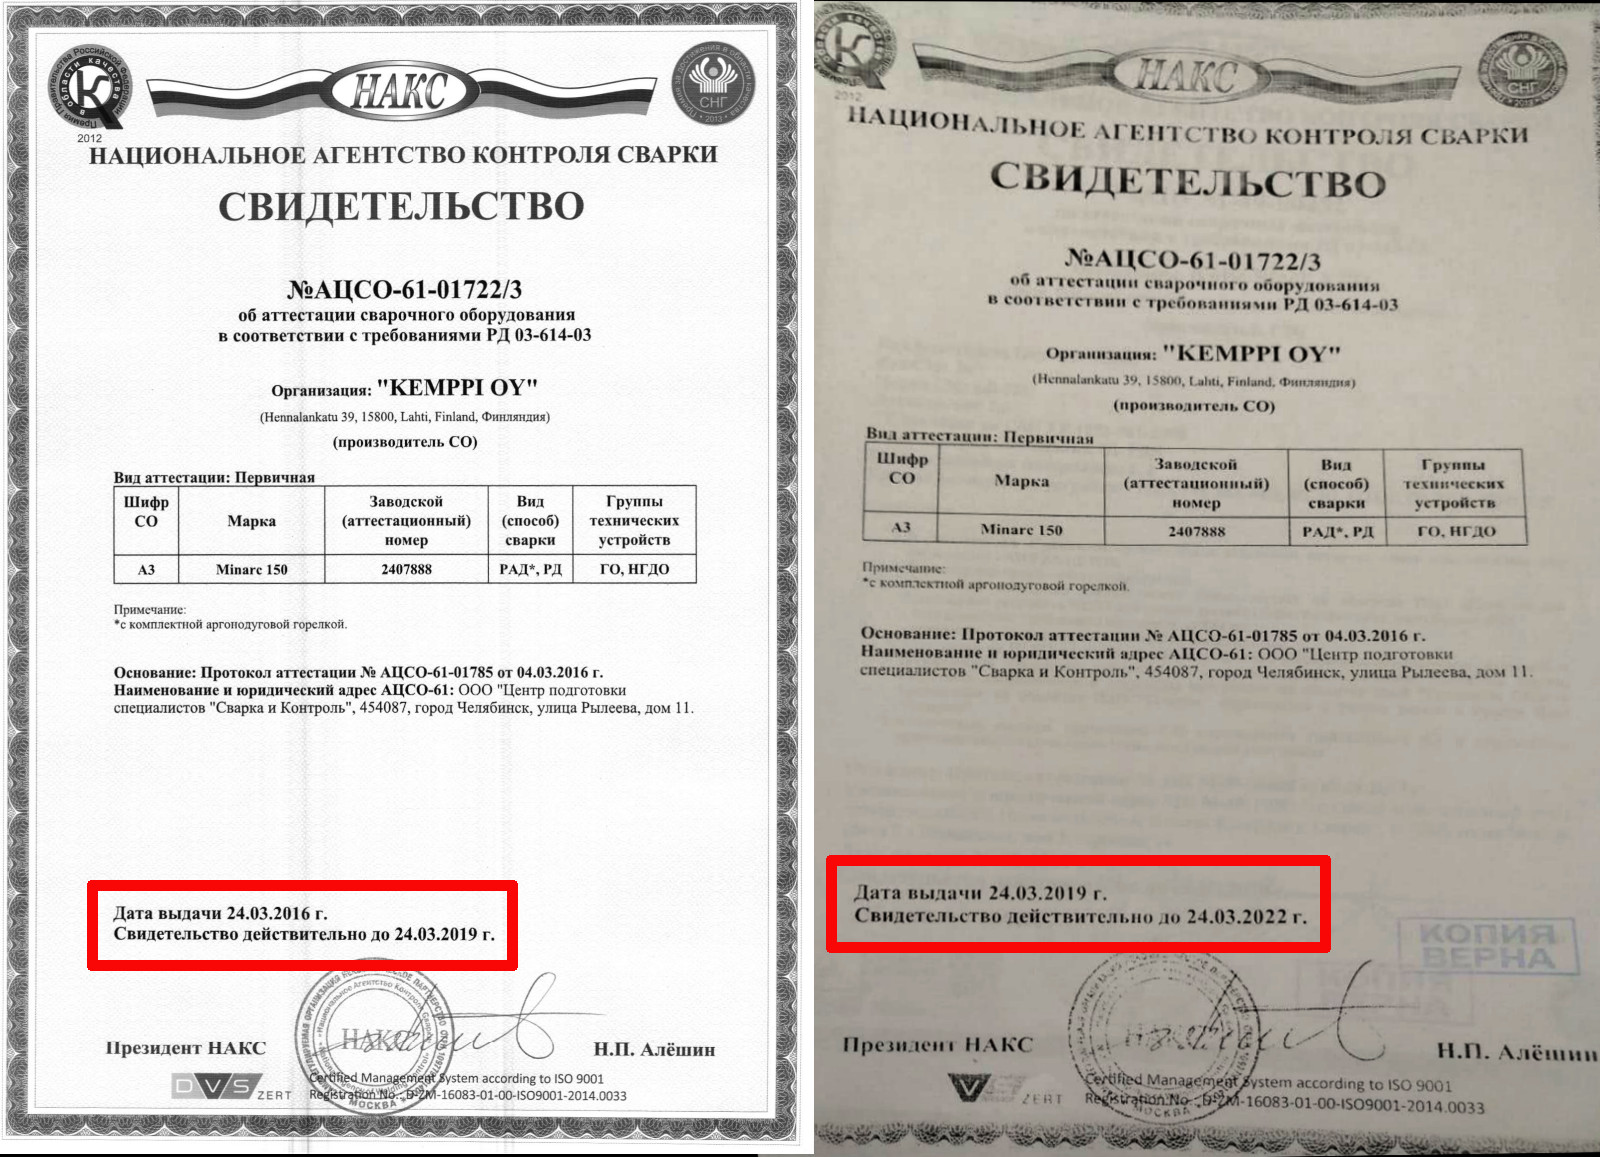 Премия Правительства Российской Федерации в области качества
2012
НАКС
СНГ
• 2013 •
НАЦИОНАЛЬНОЕ АГЕНТСТВО КОНТРОЛЯ СВАРКИ
СВИДЕТЕЛЬСТВО
№АЦСО-61-01722/3
об аттестации сварочного оборудования
в соответствии с требованиями РД 03-614-03
Организация: "KEMPPI OY"
(Hennalankatu 39, 15800, Lahti, Finland, Финляндия)
(производитель СО)
Вид аттестации: Первичная
Шифр СО
Марка
Заводской (аттестационный) номер
Вид (способ) сварки
Группы технических устройств
А3 Minarc 150 2407888 РАД*, РД ГО, НГДО
Примечание:
*с комплектной аргонодуговой горелкой.
Основание: Протокол аттестации № АЦСО-61-01785 от 04.03.2016 г.
Наименование и юридический адрес АЦСО-61: ООО "Центр подготовки
специалистов "Сварка и Контроль", 454087, город Челябинск, улица Рылеева, дом 11.
Дата выдачи 24.03.2016 г.
Свидетельство действительно до 24.03.2019 г.
НАКС
МОСКВА
Президент НАКС
Н.П. Алёшин
DVS ZERT
Certified Management System according to ISO 9001
Registration No.: D-ZM-16083-01-00-ISO9001-2014.0033
2012
НАКС
СНГ
НАЦИОНАЛЬНОЕ АГЕНТСТВО КОНТРОЛЯ СВАРКИ
СВИДЕТЕЛЬСТВО
№АЦСО-61-01722/3
об аттестации сварочного оборудования
в соответствии с требованиями РД 03-614-03
Организация: "KEMPPI OY"
(Hennalankatu 39, 15800, Lahti, Finland, Финляндия)
(производитель СО)
Вид аттестации: Первичная
Шифр СО
Марка
Заводской (аттестационный) номер
Вид (способ) сварки
Группы технических устройств
А3 Minarc 150 2407888 РАД*, РД ГО, НГДО
Примечание:
*с комплектной аргонодуговой горелкой.
Основание: Протокол аттестации № АЦСО-61-01785 от 04.03.2016 г.
Наименование и юридический адрес АЦСО-61: ООО "Центр подготовки
специалистов "Сварка и Контроль", 454087, город Челябинск, улица Рылеева, дом 11.
Дата выдачи 24.03.2019 г.
Свидетельство действительно до 24.03.2022 г.
КОПИЯ
ВЕРНА
НАКС
МОСКВА
Президент НАКС
Н.П. Алёшин
ZERT
Certified Management System according to ISO 9001
Registration No.: D-ZM-16083-01-00-ISO9001-2014.0033